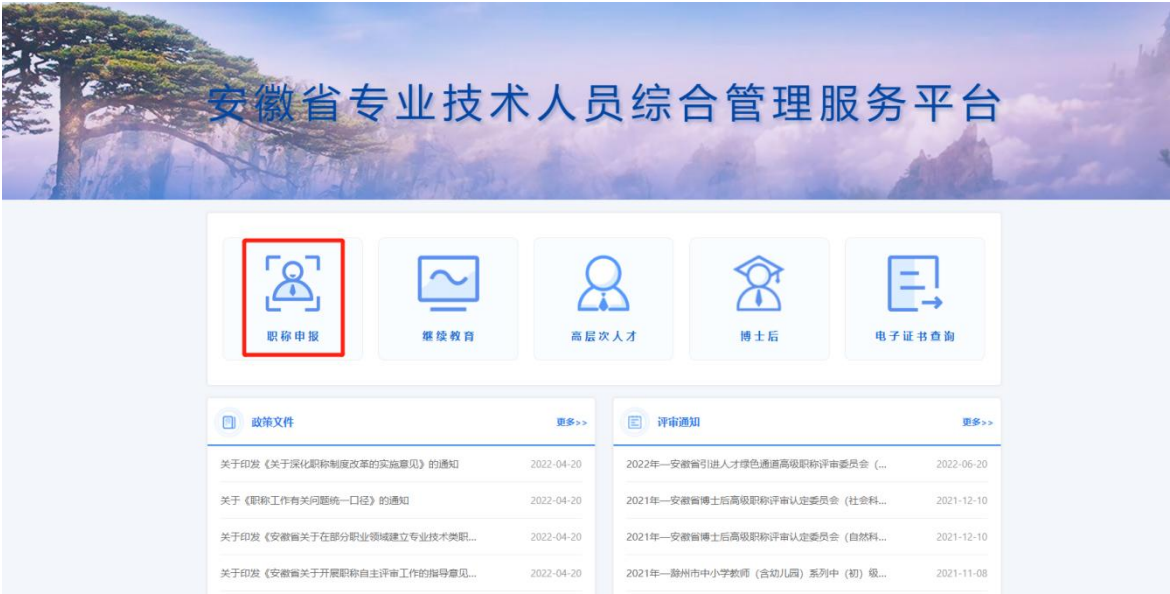 安徽省专业技术人员综合管理服务平台
职称申报
继续教育
高层次人才
博士后
电子证书查询
政策文件 更多>>
关于印发《关于深化职称制度改革的实施意见》的通知 2022-04-20
关于《职称工作有关问题统一口径》的通知 2022-04-20
关于印发《安徽省关于在部分职业领域建立专业技术类职... 2022-04-20
关于印发《安徽省关于开展职称自主评审工作的指导意见... 2022-04-20
评审通知 更多>>
2022年—安徽省引进人才绿色通道高级职称评审委员会（... 2022-06-20
2021年—安徽省博士后高级职称评审认定委员会（社会科... 2021-12-10
2021年—安徽省博士后高级职称评审认定委员会（自然科... 2021-12-10
2021年—滁州市中小学教师（含幼儿园）系列中（初）级... 2021-11-08